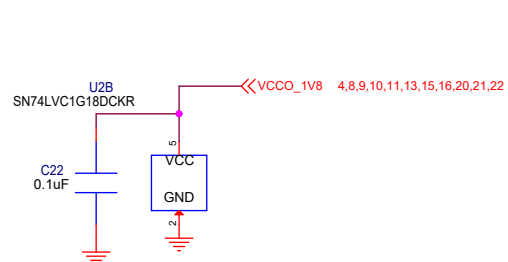 U2B
SN74LVC1G18DCKR
VCCO_1V8 4,8,9,10,11,13,15,16,20,21,22
5
VCC
C22
0.1uF
GND
2